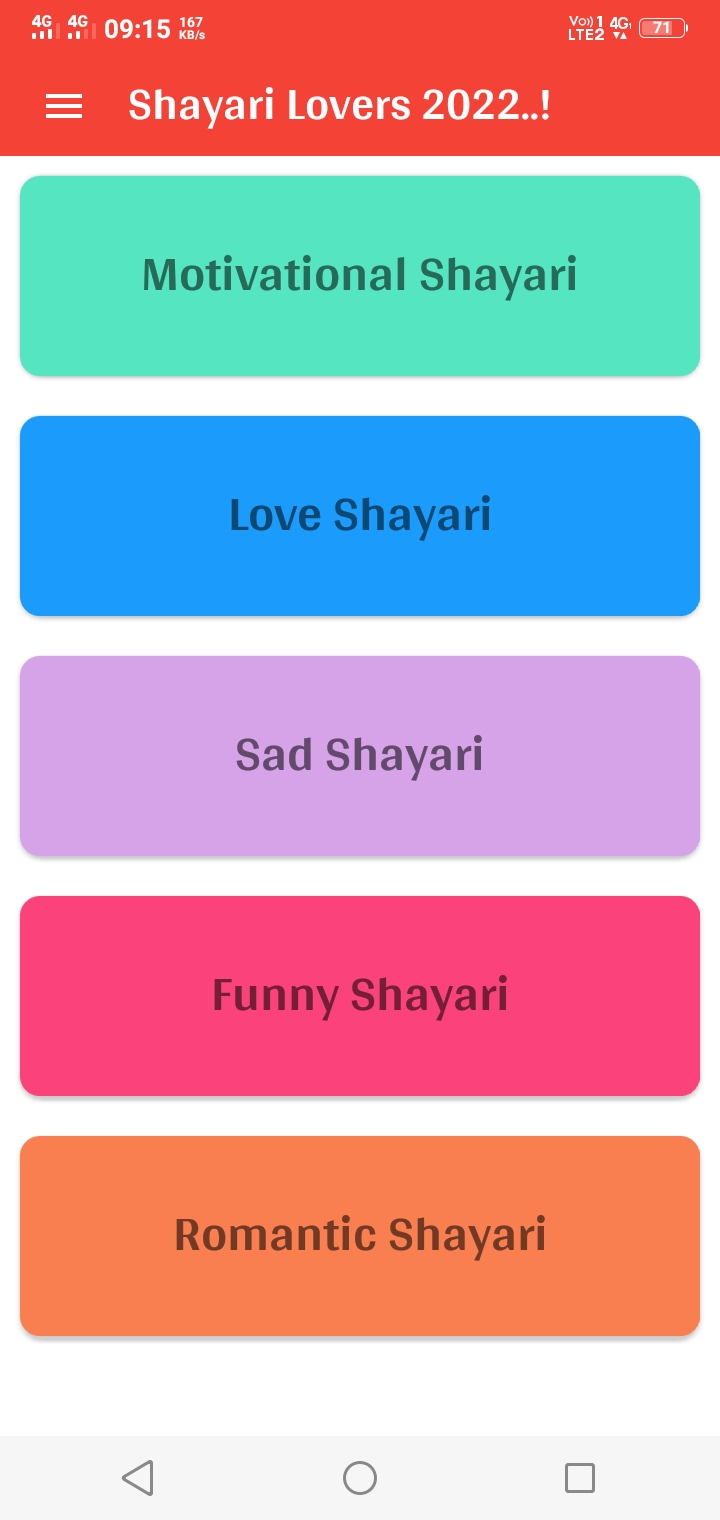 4G 4G 09:15 167 KB/s Vo)) 1 LTE2 4G 71
Shayari Lovers 2022..!
Motivational Shayari
Love Shayari
Sad Shayari
Funny Shayari
Romantic Shayari